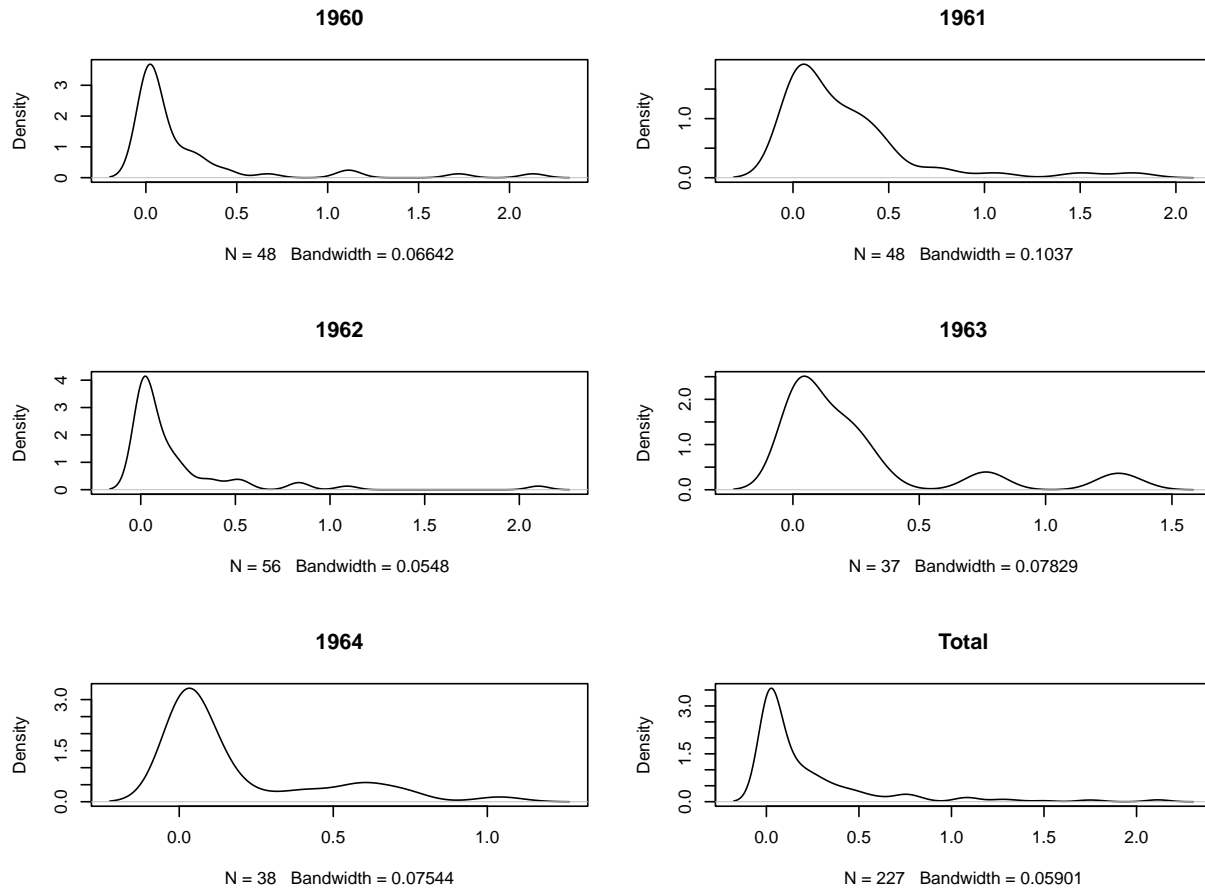 1960
Density
0 1 2 3
0.0 0.5 1.0 1.5 2.0
N = 48 Bandwidth = 0.06642
1961
Density
0.0 1.0
0.0 0.5 1.0 1.5 2.0
N = 48 Bandwidth = 0.1037
1962
Density
0 1 2 3 4
0.0 0.5 1.0 1.5 2.0
N = 56 Bandwidth = 0.0548
1963
Density
0.0 1.0 2.0
0.0 0.5 1.0 1.5
N = 37 Bandwidth = 0.07829
1964
Density
0.0 1.5 3.0
0.0 0.5 1.0
N = 38 Bandwidth = 0.07544
Total
Density
0.0 1.5 3.0
0.0 0.5 1.0 1.5 2.0
N = 227 Bandwidth = 0.05901